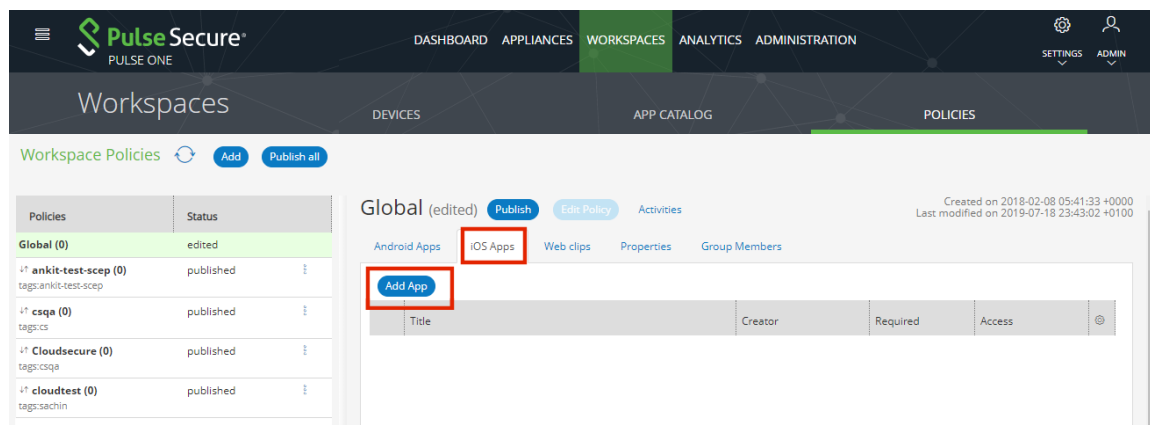 Pulse Secure®
PULSE ONE
DASHBOARD APPLIANCES WORKSPACES ANALYTICS ADMINISTRATION
SETTINGS ADMIN
Workspaces
DEVICES APP CATALOG POLICIES
Workspace Policies Add Publish all
Global (edited) Publish Edit Policy Activities
Created on 2018-02-08 05:41:33 +0000
Last modified on 2019-07-18 23:43:02 +0100
Policies Status
Global (0) edited
ankit-test-scep (0) published
tags:ankit-test-scep
csqa (0) published
tags:cs
Cloudsecure (0) published
tags:csqa
cloudtest (0) published
tags:sachin
Android Apps iOS Apps Web clips Properties Group Members
Add App
Title Creator Required Access